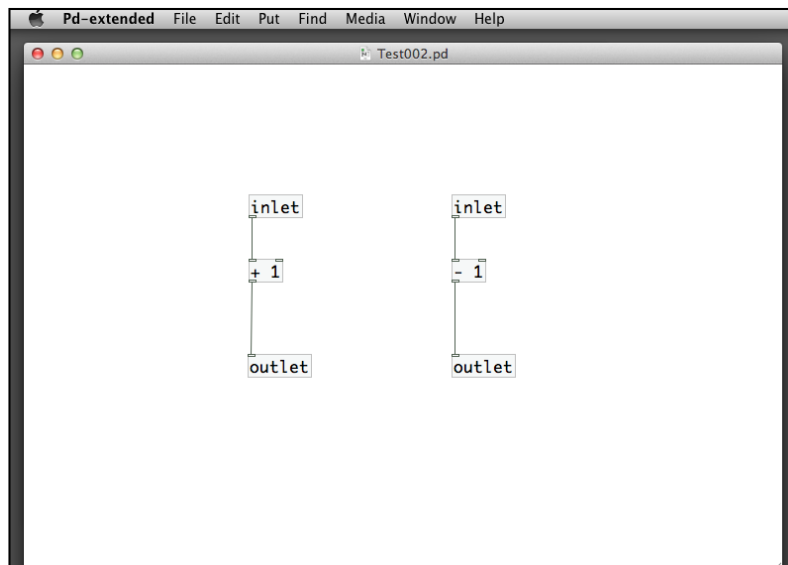 Pd-extended File Edit Put Find Media Window Help
Test002.pd
inlet inlet
+ 1 - 1
outlet outlet